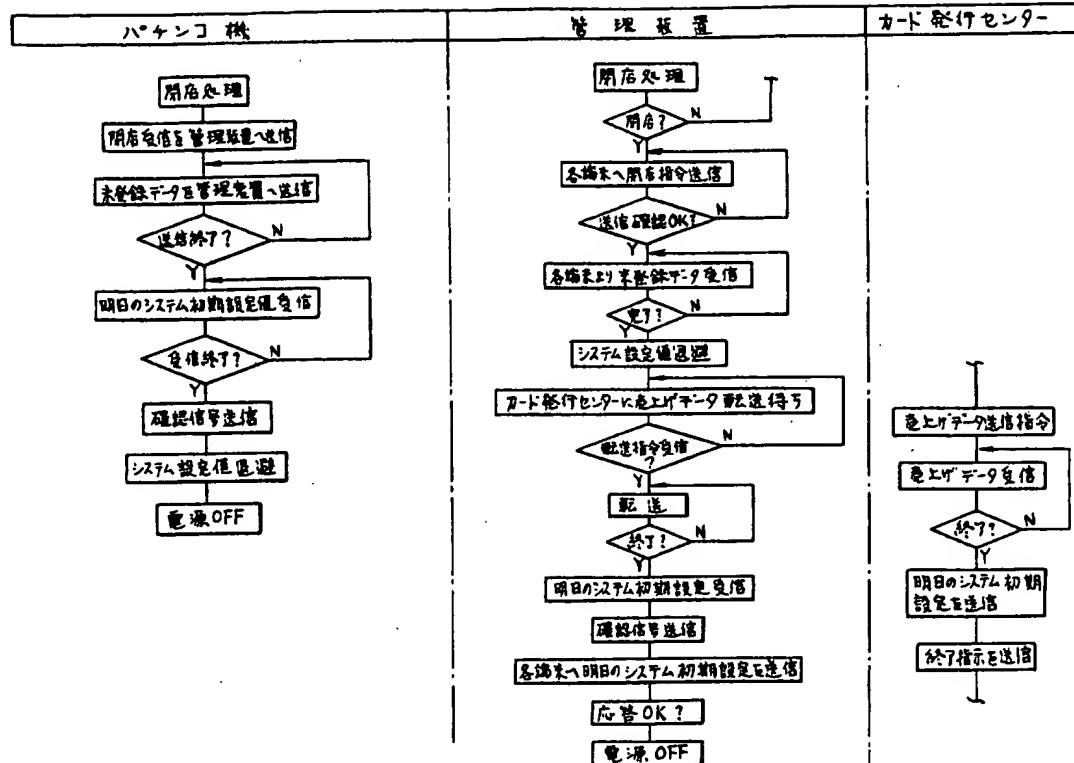 パチンコ機
管理装置
カード発行センター
閉店処理
閉店受信を管理装置へ送信
未登録データを管理装置へ送信
送信終了?
N
Y
明日のシステム初期設定値受信
受信終了?
N
Y
確認信号送信
システム設定値退避
電源OFF
閉店処理
閉店?
N
Y
各端末へ閉店指令送信
送信確認OK?
N
Y
各端末より未登録データ受信
完了?
N
Y
システム設定値退避
カード発行センターに売上げデータ転送待ち
転送指令受信
?
N
Y
転送
終了?
N
Y
明日のシステム初期設定受信
確認信号送信
各端末へ明日のシステム初期設定を送信
応答OK?
電源OFF
売上げデータ送信指令
売上げデータ受信
終了?
N
Y
明日のシステム初期
設定を送信
終了指示を送信